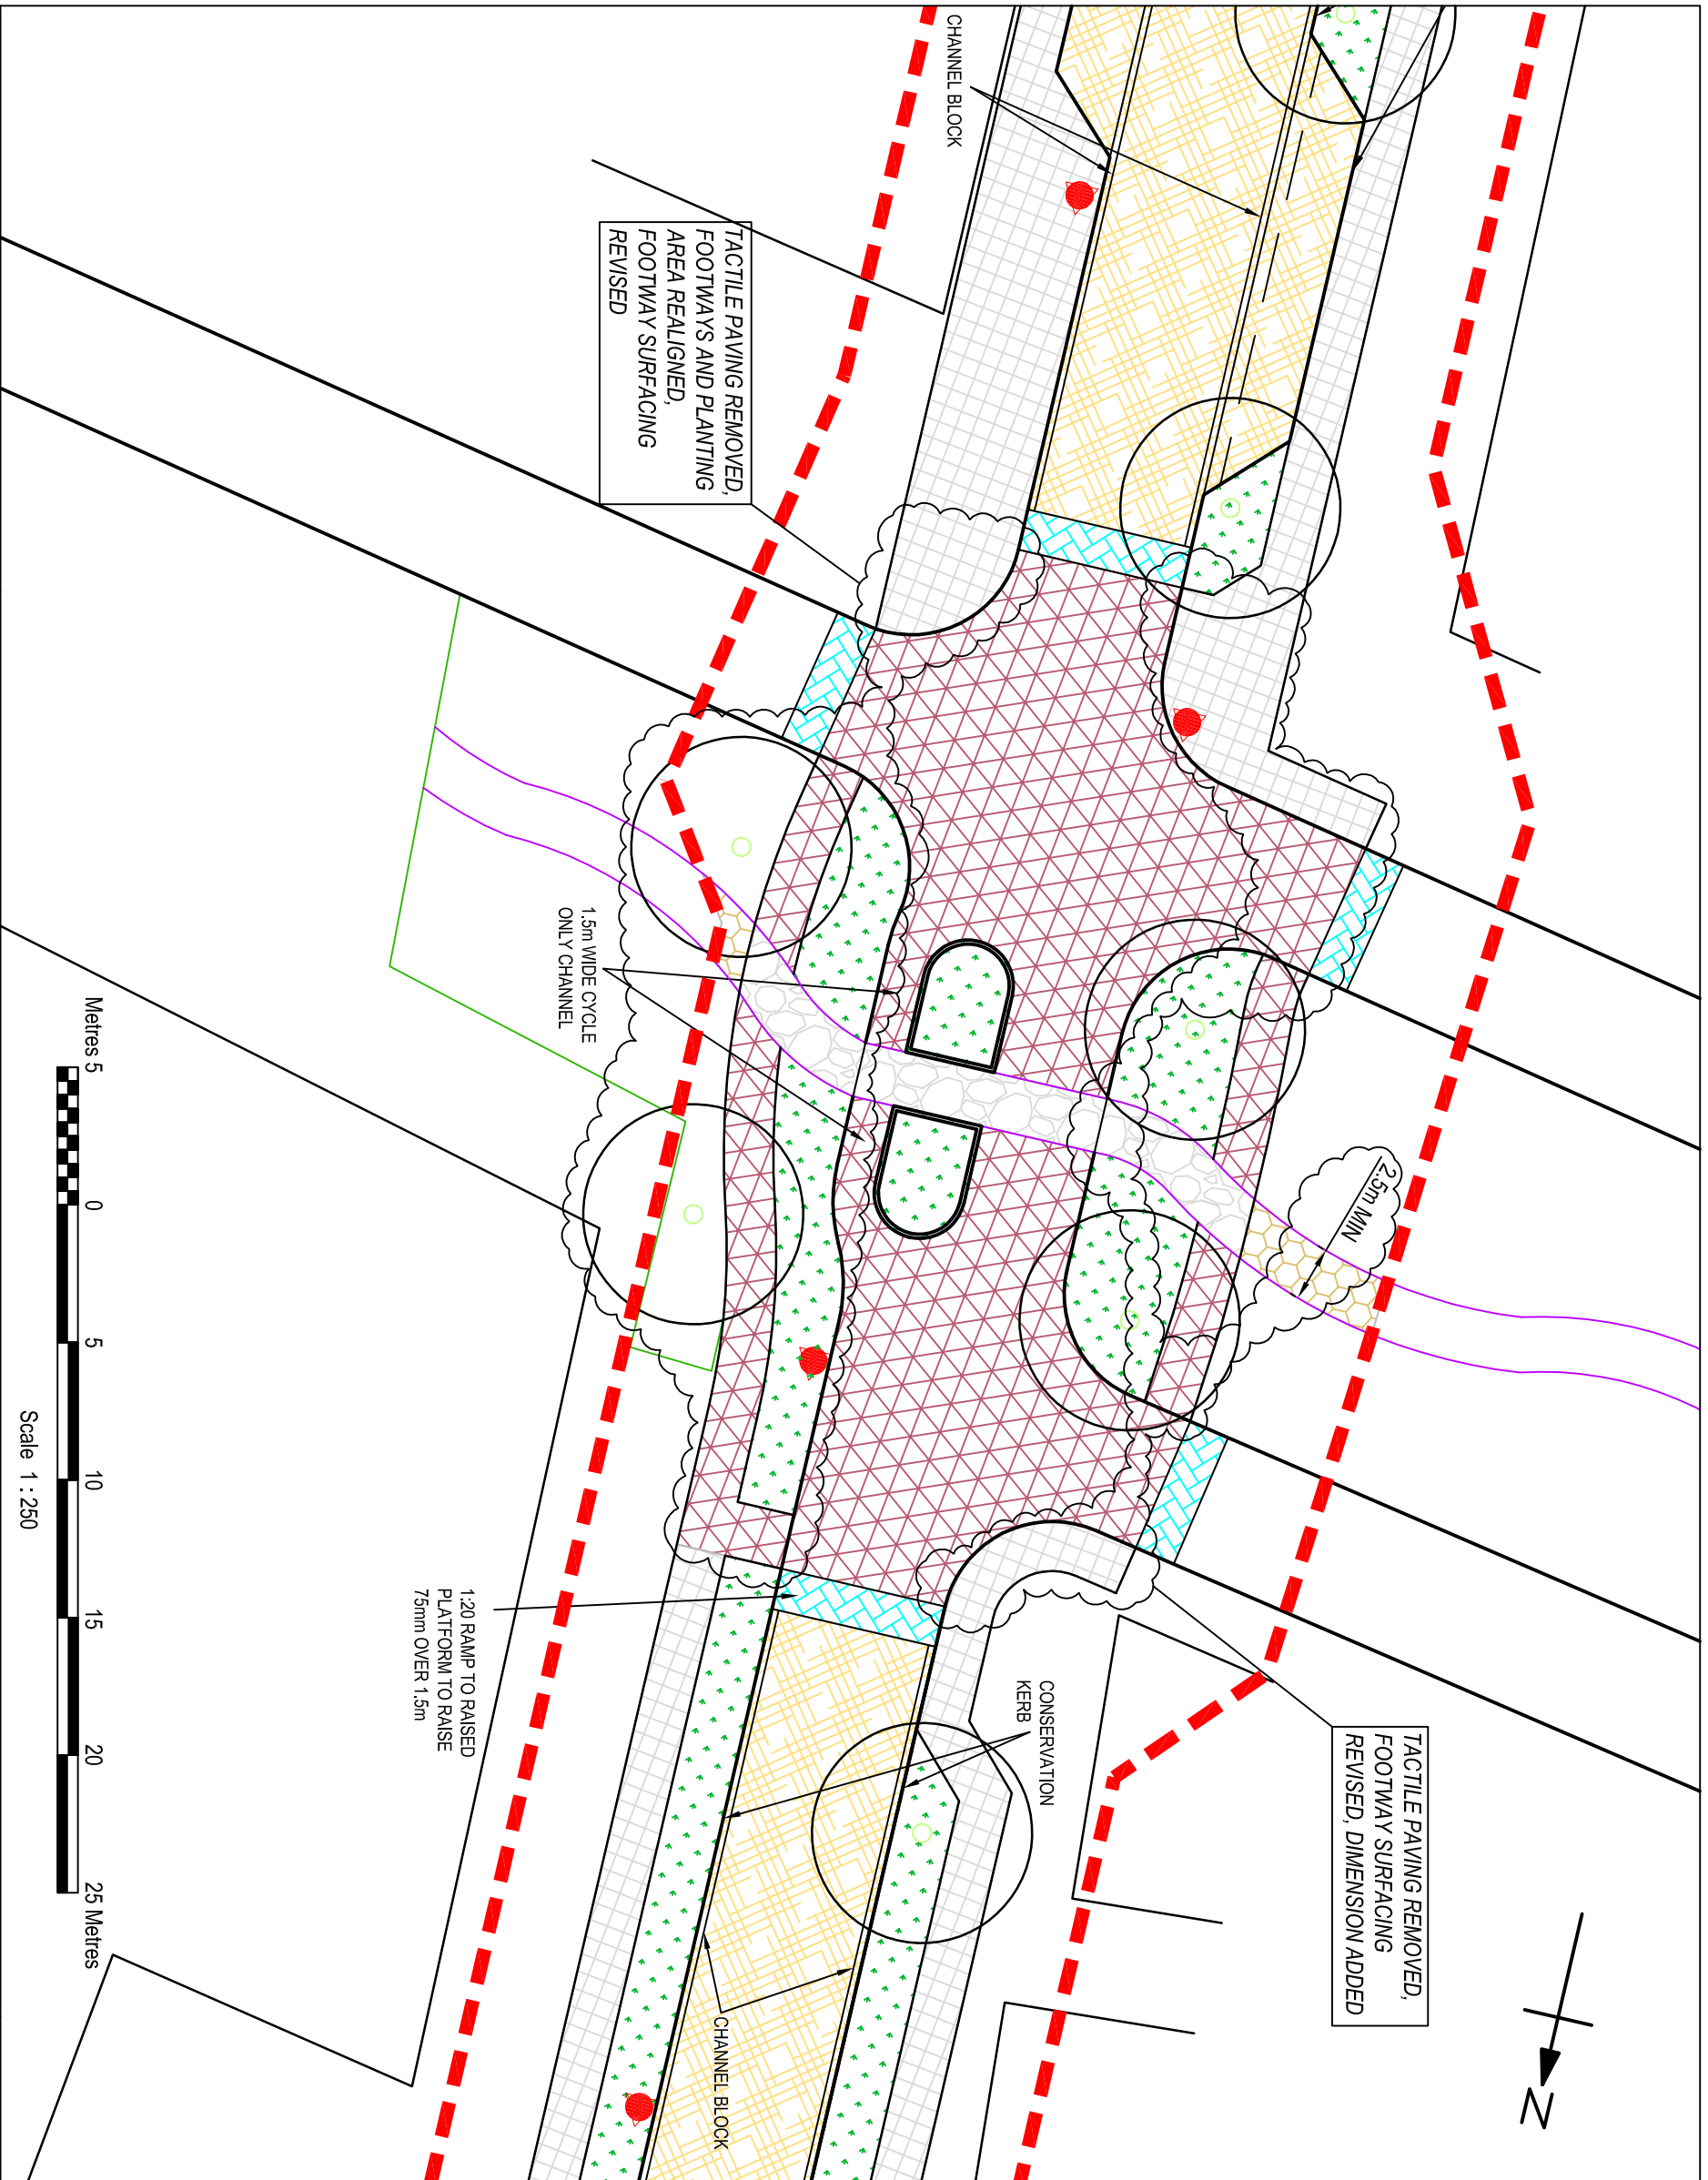 CHANNEL BLOCK
TACTILE PAVING REMOVED,
FOOTWAYS AND PLANTING
AREA REALIGNED,
FOOTWAY SURFACING
REVISED
1.5m WIDE CYCLE
ONLY CHANNEL
2.5m MIN
1:20 RAMP TO RAISED
PLATFORM TO RAISE
75mm OVER 1.5m
CONSERVATION
KERB
TACTILE PAVING REMOVED,
FOOTWAY SURFACING
REVISED, DIMENSION ADDED
CHANNEL BLOCK
N
Metres 5 0 5 10 15 20 25 Metres
Scale 1 : 250